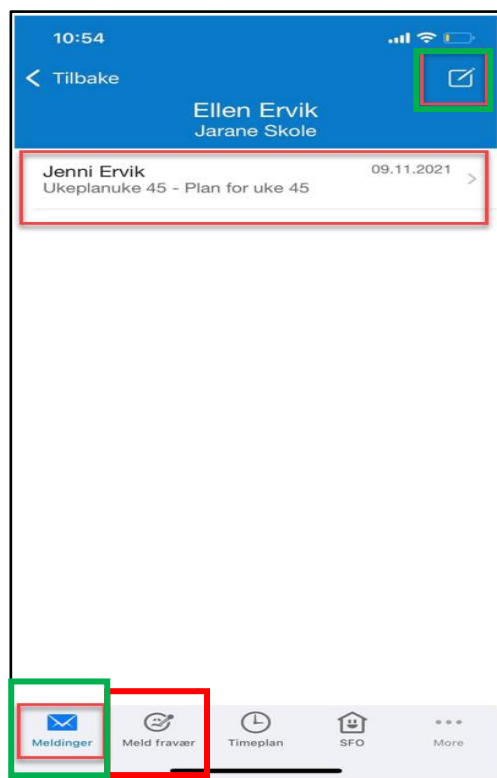 10:54
Tilbake
Ellen Ervik
Jarane Skole
Jenni Ervik 09.11.2021
Ukeplanuke 45 - Plan for uke 45
Meldinger Meld fravær Timeplan SFO More